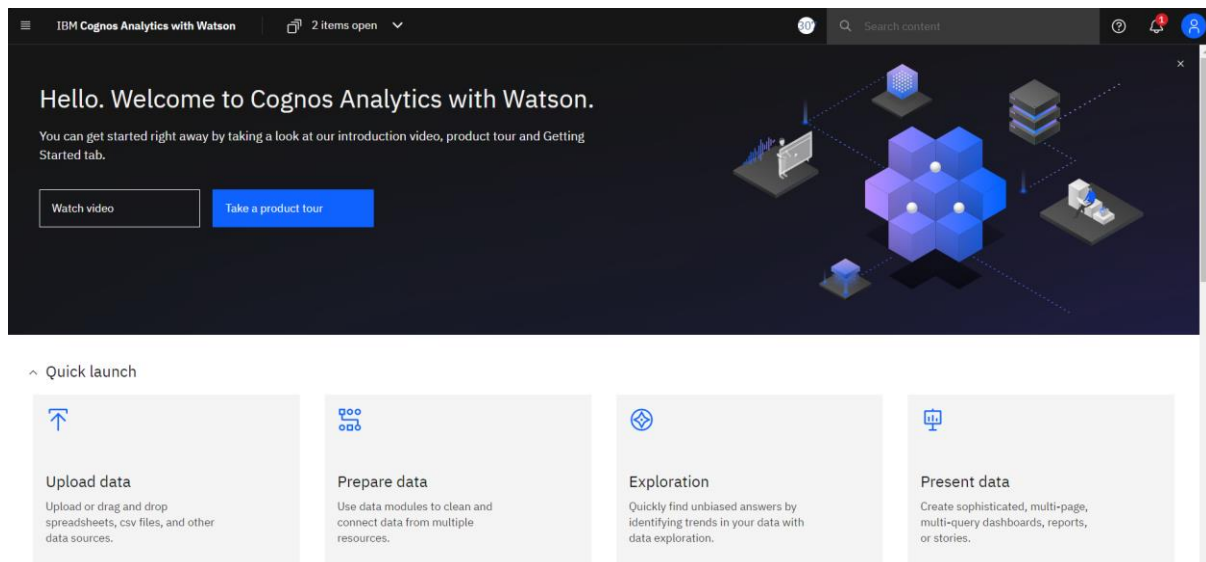 IBM Cognos Analytics with Watson
2 items open
30
Search content
1
Hello. Welcome to Cognos Analytics with Watson.
You can get started right away by taking a look at our introduction video, product tour and Getting
Started tab.
Watch video
Take a product tour
Quick launch
Upload data
Upload or drag and drop
spreadsheets, csv files, and other
data sources.
Prepare data
Use data modules to clean and
connect data from multiple
resources.
Exploration
Quickly find unbiased answers by
identifying trends in your data with
data exploration.
Present data
Create sophisticated, multi-page,
multi-query dashboards, reports,
or stories.